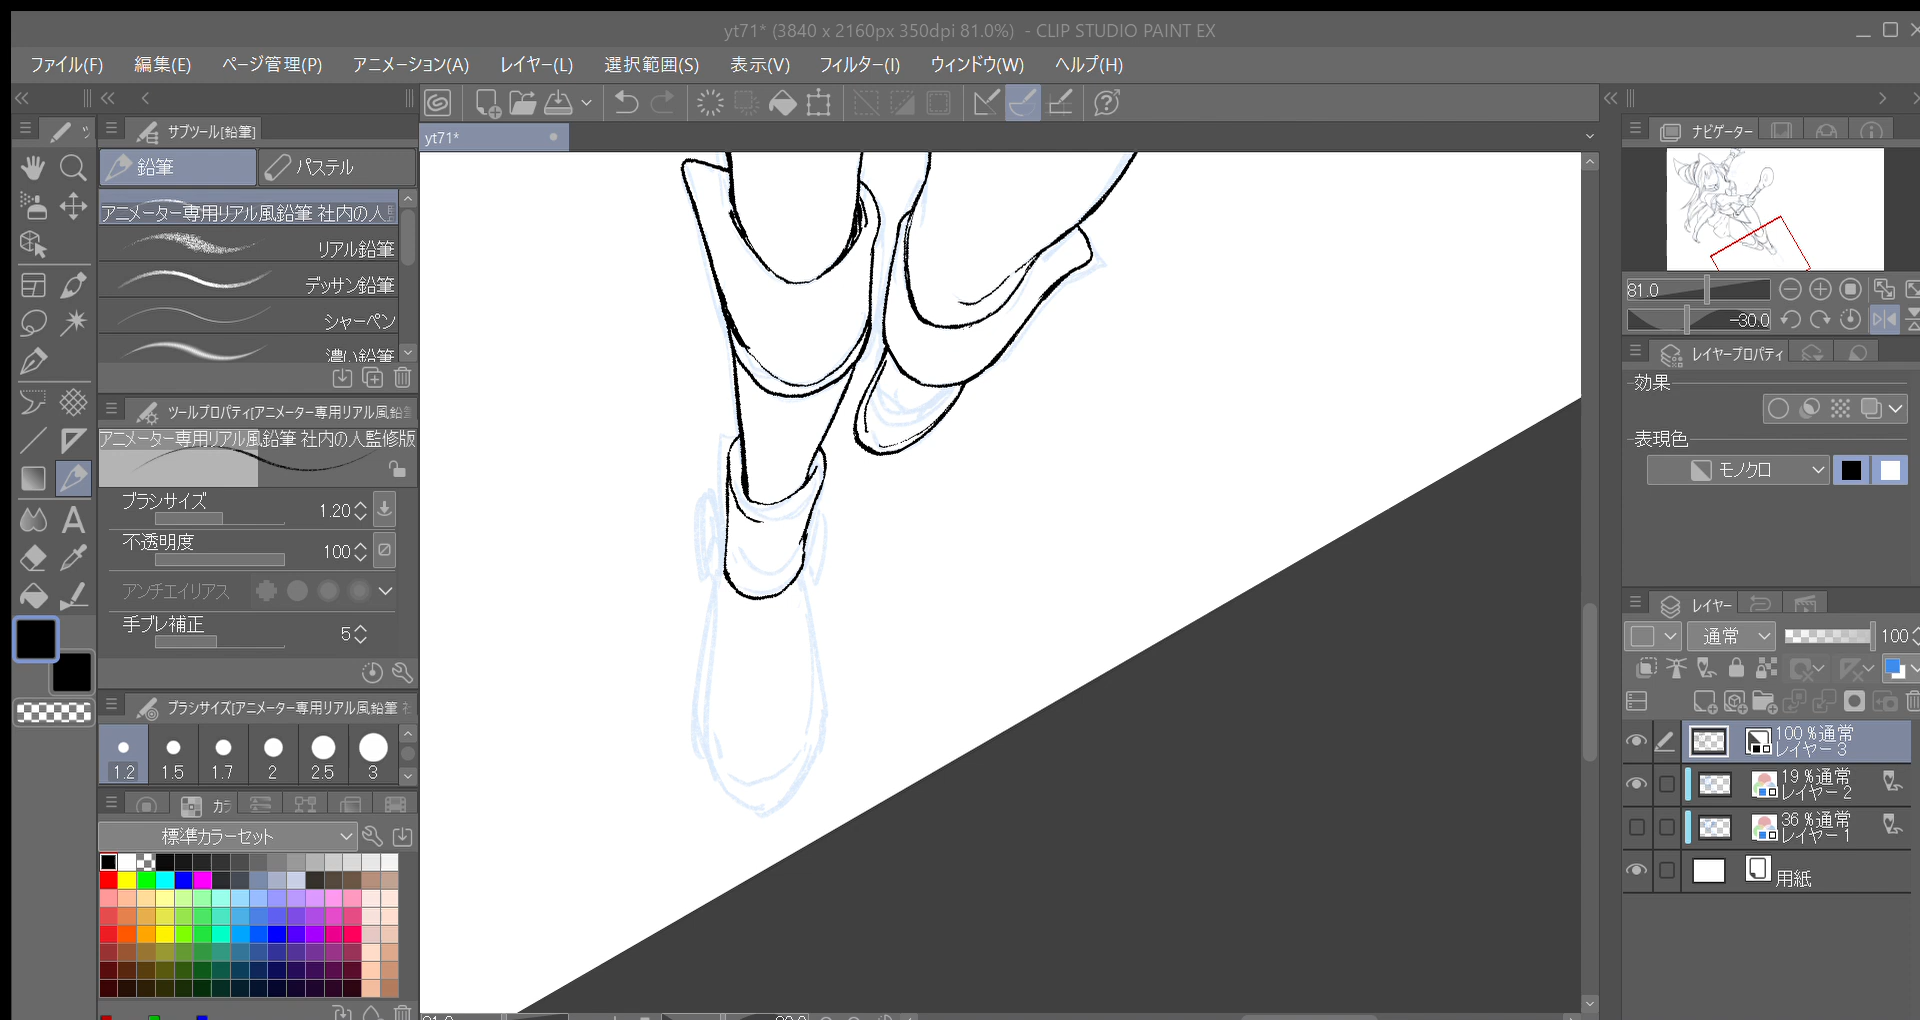 yt71* (3840 x 2160px 350dpi 81.0%) - CLIP STUDIO PAINT EX
ファイル(F) 編集(E) ページ管理(P) アニメーション(A) レイヤー(L) 選択範囲(S) 表示(V) フィルター(I) ウィンドウ(W) ヘルプ(H)
yt71*
サブツール[鉛筆]
鉛筆 パステル
アニメーター専用リアル風鉛筆 社内の人
リアル鉛筆
デッサン鉛筆
シャーペン
濃い鉛筆
ツールプロパティ[アニメーター専用リアル風鉛
アニメーター専用リアル風鉛筆 社内の人監修版
ブラシサイズ 1.20
不透明度 100
アンチエイリアス
手ブレ補正 5
ブラシサイズ[アニメーター専用リアル風鉛筆
1.2 1.5 1.7 2 2.5 3
カラ
標準カラーセット
ナビゲーター
81.0
-30.0
レイヤープロパティ
効果
表現色
モノクロ
レイヤー
通常 100
100 %通常
レイヤー 3
19 %通常
レイヤー 2
36 %通常
レイヤー 1
用紙